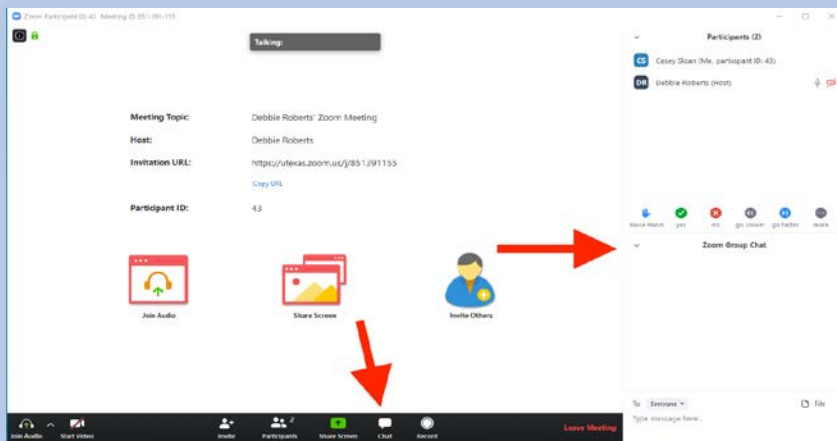 Zoom Participant ID: 43 Meeting ID: 851-391-155
Talking:
Meeting Topic: Debbie Roberts' Zoom Meeting
Host: Debbie Roberts
Invitation URL: https://utexas.zoom.us/j/851391155
Copy URL
Participant ID: 43
Join Audio
Share Screen
Invite Others
Join Audio
Start Video
Invite
Participants
2
Share Screen
Chat
Record
Leave Meeting
Participants (2)
CS Casey Sloan (Me, participant ID: 43)
DR Debbie Roberts (Host)
Raise Hand yes no go slower go faster more
Zoom Group Chat
To: Everyone
File
Type message here..